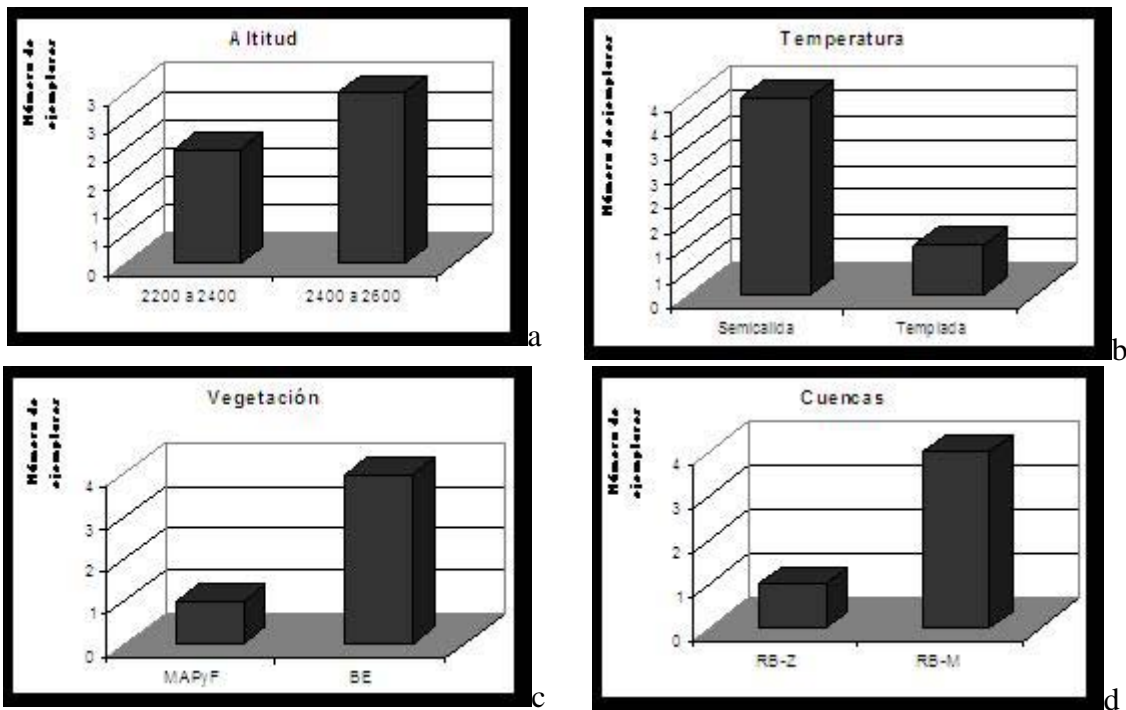 Altitud
Número de
ejemplares
3
3
2
2
1
1
0
2200 a 2400
2400 a 2600
a
Temperatura
Número de ejemplares
4
4
3
3
2
2
1
1
0
Semicalida
Templada
b
Vegetación
Número de
ejemplares
4
3
2
1
0
MAPyF
BE
c
Cuencas
Número de
ejemplares
4
3
2
1
0
RB-Z
RB-M
d